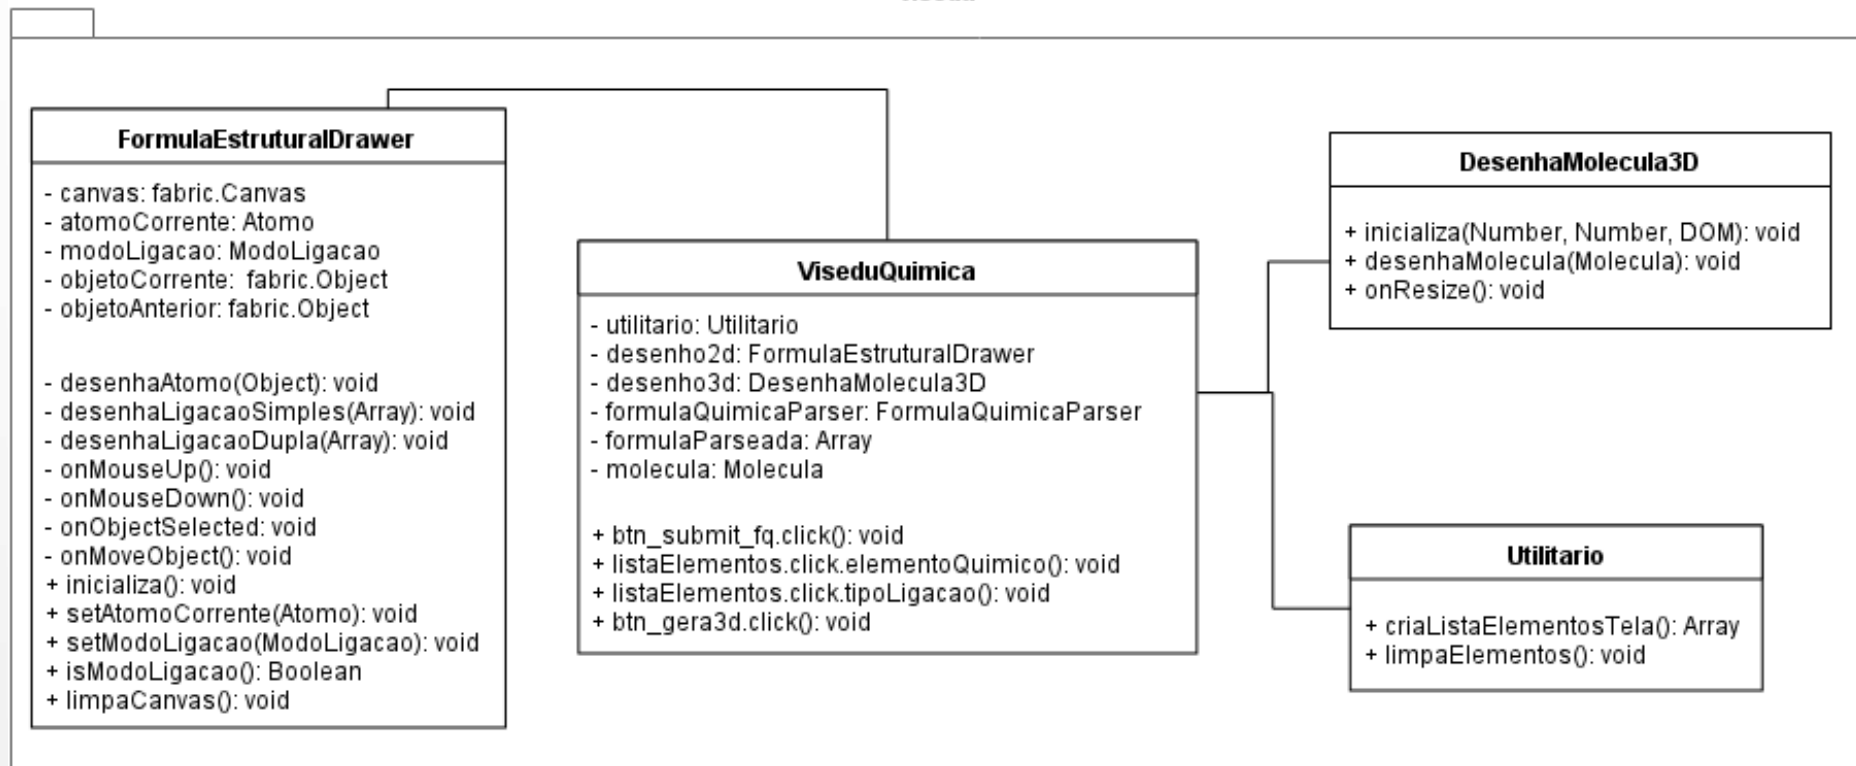 FormulaEstruturalDrawer
- canvas: fabric.Canvas
- atomoCorrente: Atomo
- modoLigacao: ModoLigacao
- objetoCorrente: fabric.Object
- objetoAnterior: fabric.Object
- desenhaAtomo(Object): void
- desenhaLigacaoSimples(Array): void
- desenhaLigacaoDupla(Array): void
- onMouseUp(): void
- onMouseDown(): void
- onObjectSelected: void
- onMoveObject(): void
+ inicializa(): void
+ setAtomoCorrente(Atomo): void
+ setModoLigacao(ModoLigacao): void
+ isModoLigacao(): Boolean
+ limpaCanvas(): void
ViseduQuimica
- utilitario: Utilitario
- desenho2d: FormulaEstruturalDrawer
- desenho3d: DesenhaMolecula3D
- formulaQuimicaParser: FormulaQuimicaParser
- formulaParseada: Array
- molecula: Molecula
+ btn_submit_fq.click(): void
+ listaElementos.click.elementoQuimico(): void
+ listaElementos.click.tipoLigacao(): void
+ btn_gera3d.click(): void
DesenhaMolecula3D
+ inicializa(Number, Number, DOM): void
+ desenhaMolecula(Molecula): void
+ onResize(): void
Utilitario
+ criaListaElementosTela(): Array
+ limpaElementos(): void